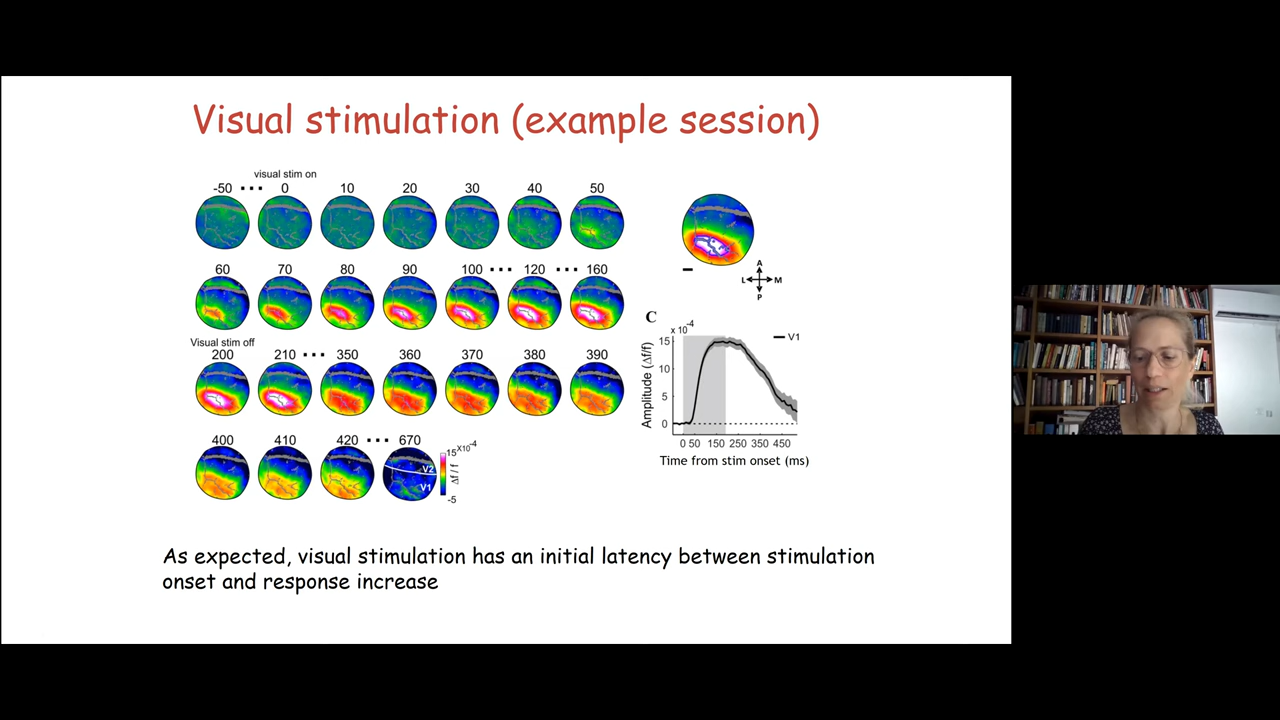 Visual stimulation (example session)
visual stim on
-50 ... 0 10 20 30 40 50
60 70 80 90 100 ... 120 ... 160
Visual stim off
200 210 ... 350 360 370 380 390
400 410 420 ... 670
V2
V1
15 x10-4
Δf / f
-5
A
L M
P
C
x 10-4
V1
15
10
5
0
Amplitude (Δf/f)
0 50 150 250 350 450
Time from stim onset (ms)
As expected, visual stimulation has an initial latency between stimulation
onset and response increase